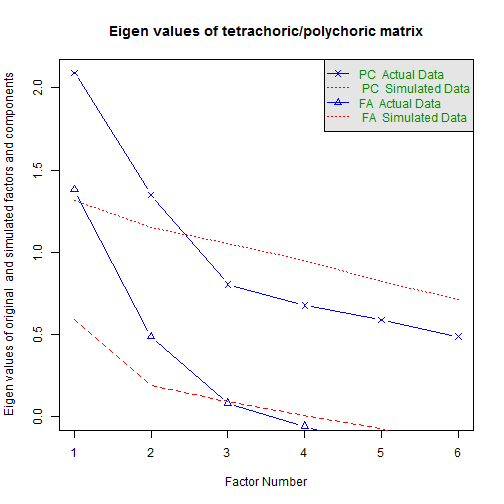 Eigen values of tetrachoric/polychoric matrix
Eigen values of original and simulated factors and components
2.0
1.5
1.0
0.5
0.0
PC Actual Data
PC Simulated Data
FA Actual Data
FA Simulated Data
1 2 3 4 5 6
Factor Number